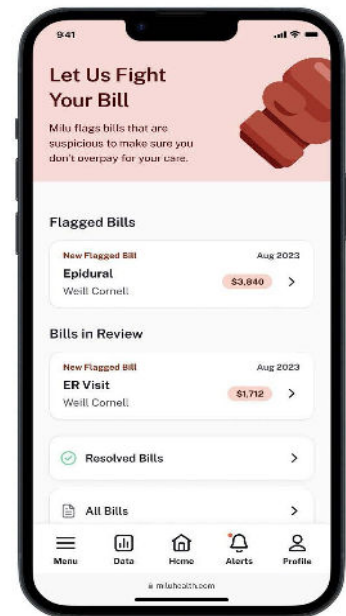 9:41
Let Us Fight
Your Bill
Milu flags bills that are
suspicious to make sure you
don't overpay for your care.
Flagged Bills
New Flagged Bill Aug 2023
Epidural
$3,840
Weill Cornell
Bills in Review
New Flagged Bill Aug 2023
ER Visit
$1,712
Weill Cornell
Resolved Bills
All Bills
Menu Data Home Alerts Profile
miluhealth.com